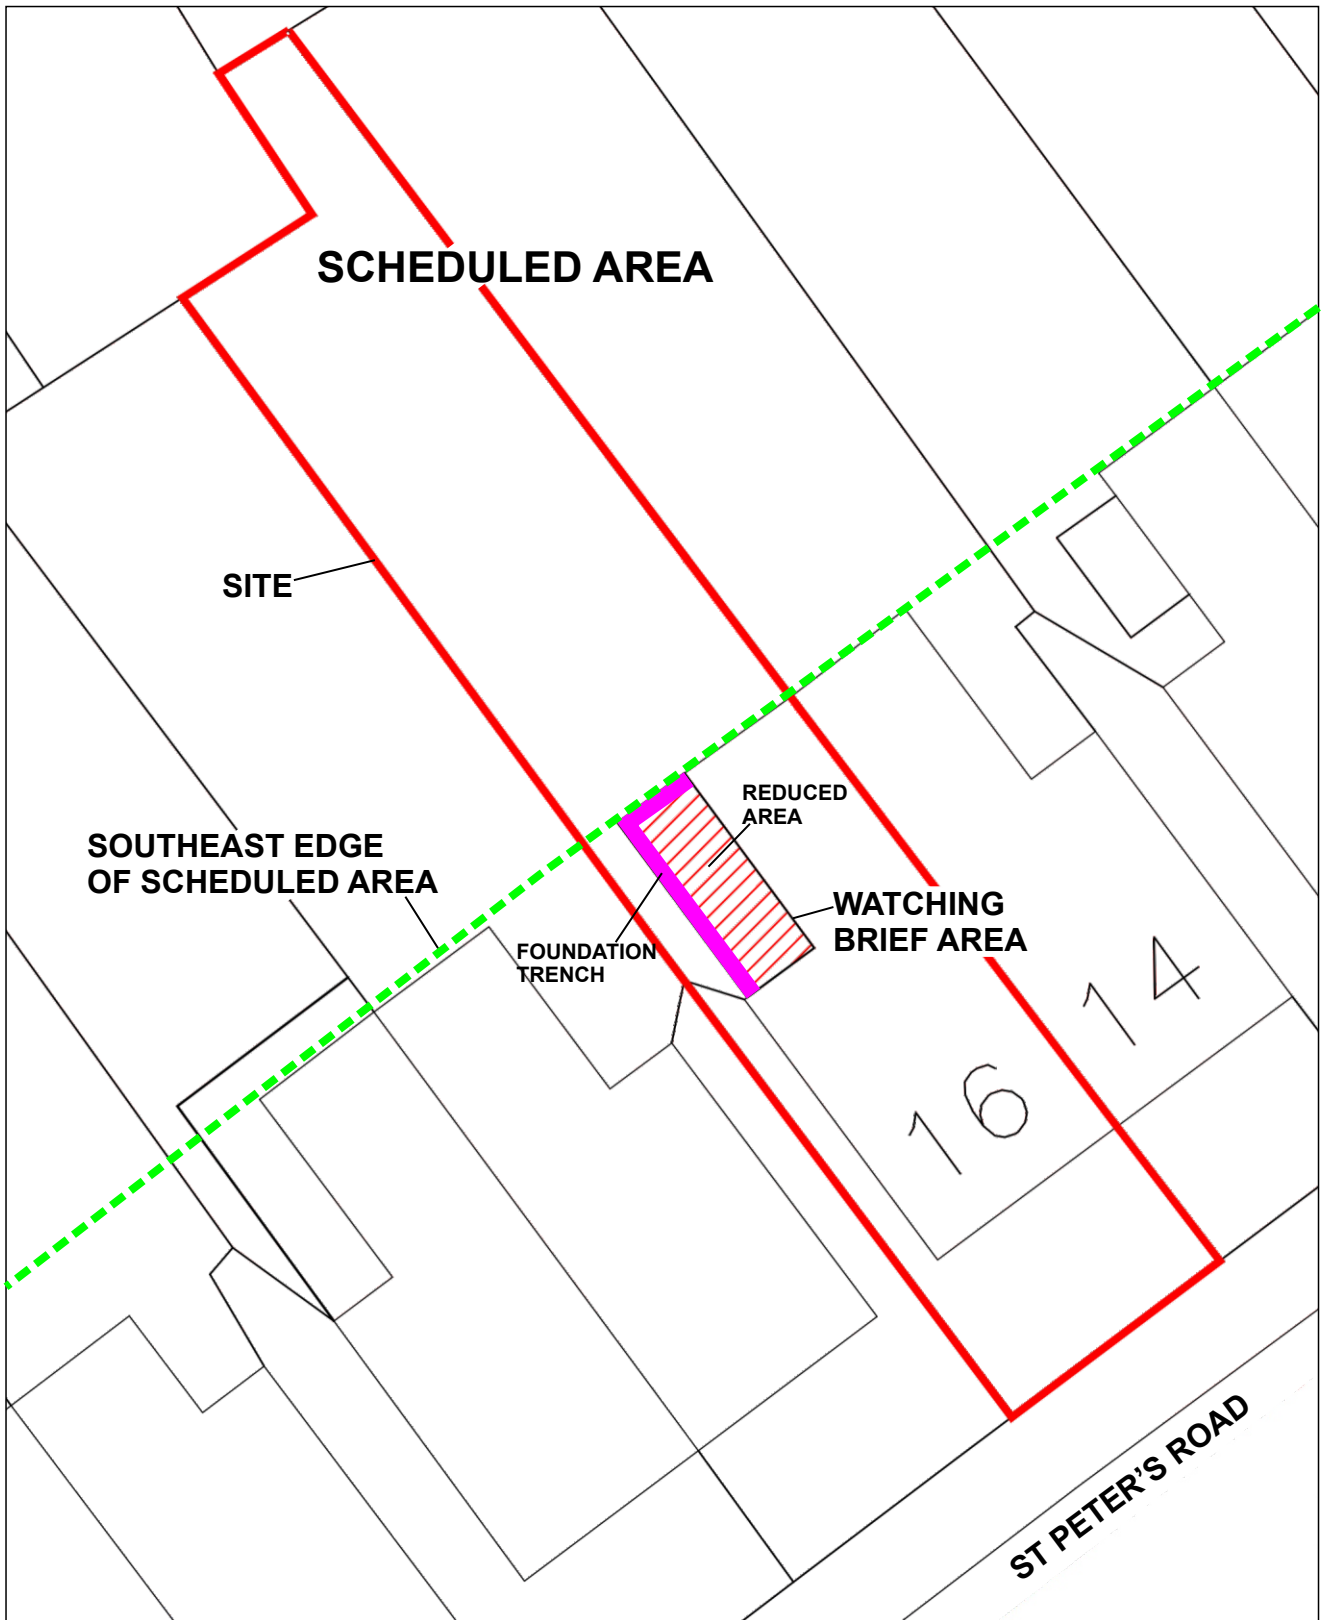 SCHEDULED AREA
SITE
REDUCED
AREA
SOUTHEAST EDGE
OF SCHEDULED AREA
WATCHING
BRIEF AREA
FOUNDATION
TRENCH
14
16
ST PETER'S ROAD